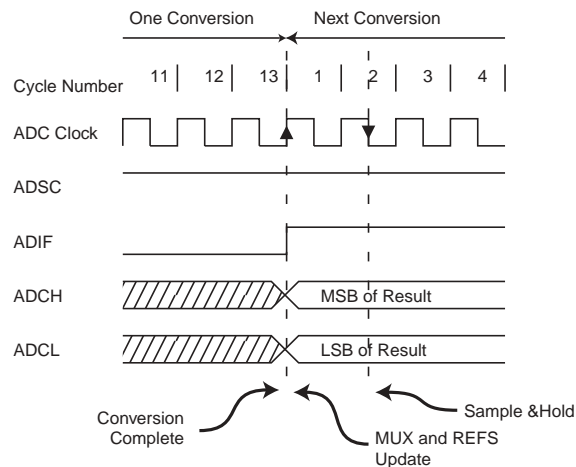 One Conversion Next Conversion
Cycle Number 11 12 13 1 2 3 4
ADC Clock
ADSC
ADIF
ADCH MSB of Result
ADCL LSB of Result
Conversion
Complete
MUX and REFS
Update
Sample &Hold